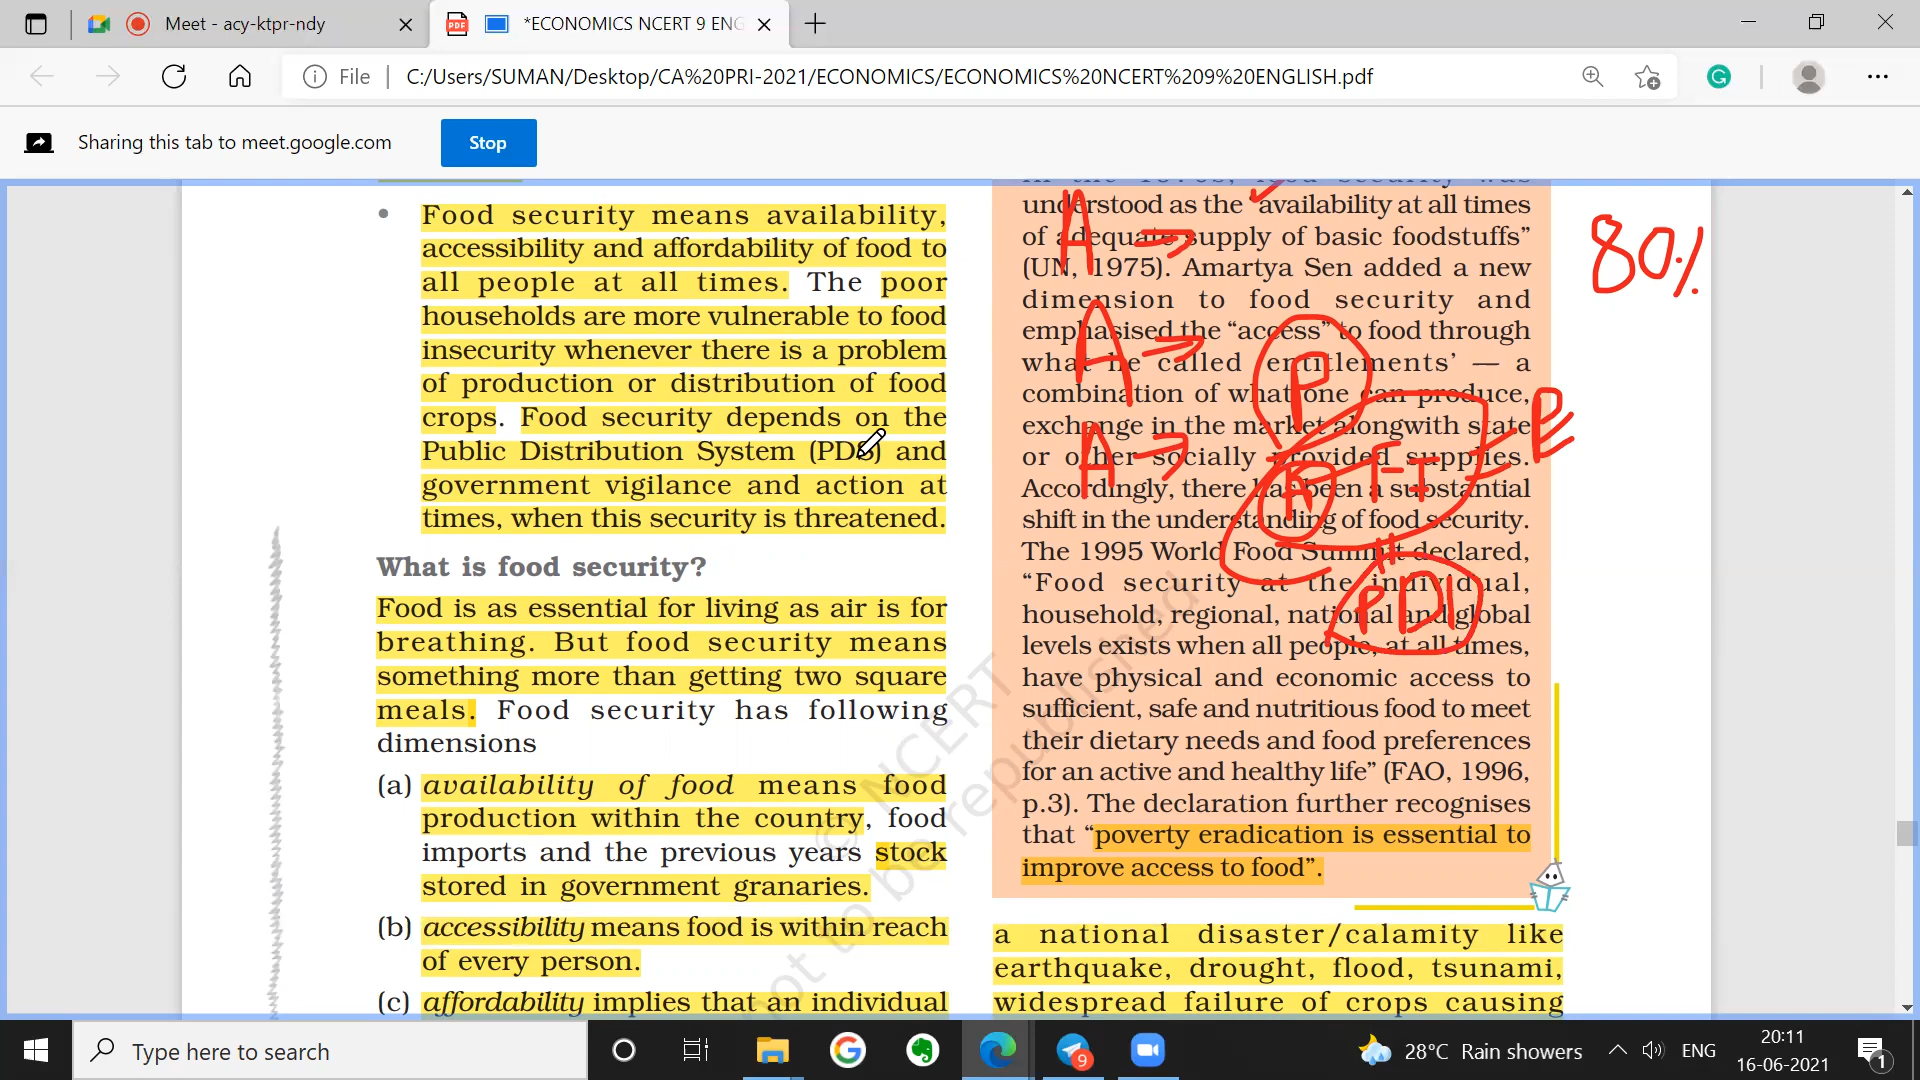 Meet - acy-ktpr-ndy
*ECONOMICS NCERT 9 ENG
File
C:/Users/SUMAN/Desktop/CA%20PRI-2021/ECONOMICS/ECONOMICS%20NCERT%209%20ENGLISH.pdf
Sharing this tab to meet.google.com
Stop
• Food security means availability,
accessibility and affordability of food to
all people at all times. The poor
households are more vulnerable to food
insecurity whenever there is a problem
of production or distribution of food
crops. Food security depends on the
Public Distribution System (PDS) and
government vigilance and action at
times, when this security is threatened.
What is food security?
Food is as essential for living as air is for
breathing. But food security means
something more than getting two square
meals. Food security has following
dimensions
(a) availability of food means food
production within the country, food
imports and the previous years stock
stored in government granaries.
(b) accessibility means food is within reach
of every person.
(c) affordability implies that an individual
In the 1970s, food security was
understood as the “availability at all times
of adequate supply of basic foodstuffs”
(UN, 1975). Amartya Sen added a new
dimension to food security and
emphasised the “access” to food through
what he called entitlements’ — a
combination of what one can produce,
exchange in the market alongwith state
or other socially provided supplies.
Accordingly, there has been a substantial
shift in the understanding of food security.
The 1995 World Food Summit declared,
“Food security at the individual,
household, regional, national and global
levels exists when all people, at all times,
have physical and economic access to
sufficient, safe and nutritious food to meet
their dietary needs and food preferences
for an active and healthy life” (FAO, 1996,
p.3). The declaration further recognises
that “poverty eradication is essential to
improve access to food”.
a national disaster/calamity like
earthquake, drought, flood, tsunami,
widespread failure of crops causing
A ⇒
A ⇒
A ⇒
P
80%
© NCERT
not to be republished
Type here to search
9
28°C Rain showers
ENG
20:11
16-06-2021
1